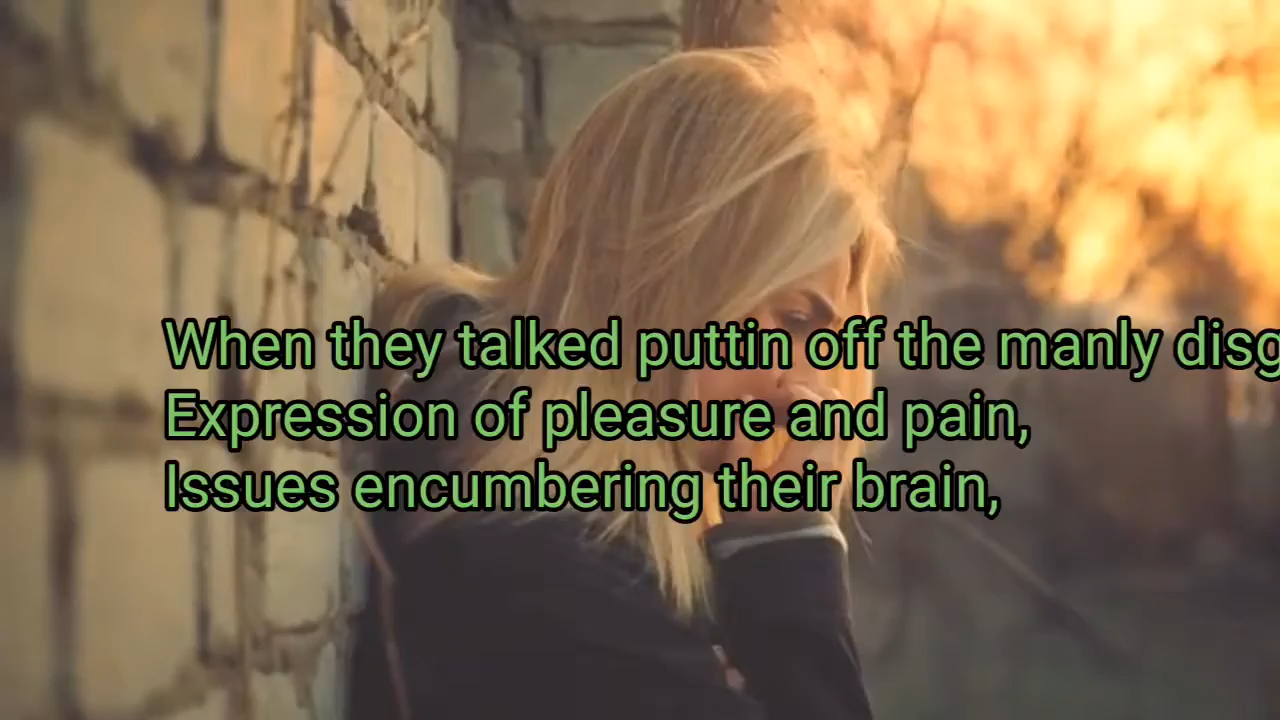 When they talked puttin off the manly disg
Expression of pleasure and pain,
Issues encumbering their brain,